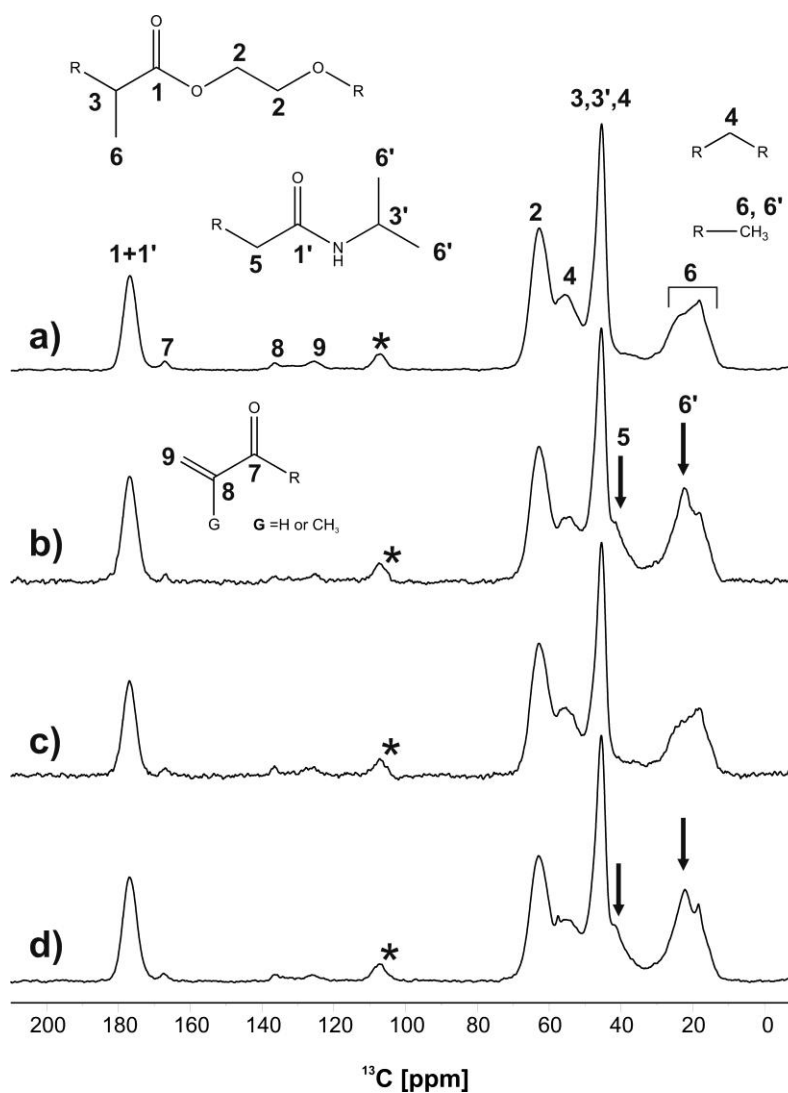 O
R
O
2
O
R
3
1
2
6
3,3',4
4
R R
6'
O
R
N
H
3'
6'
5
1'
2
6, 6'
R CH₃
1+1'
4
6
a)
7
8
9
*
O
9
7
R
8
G
G =H or CH₃
5
6'
b)
*
c)
*
d)
*
200 180 160 140 120 100 80 60 40 20 0
¹³C [ppm]